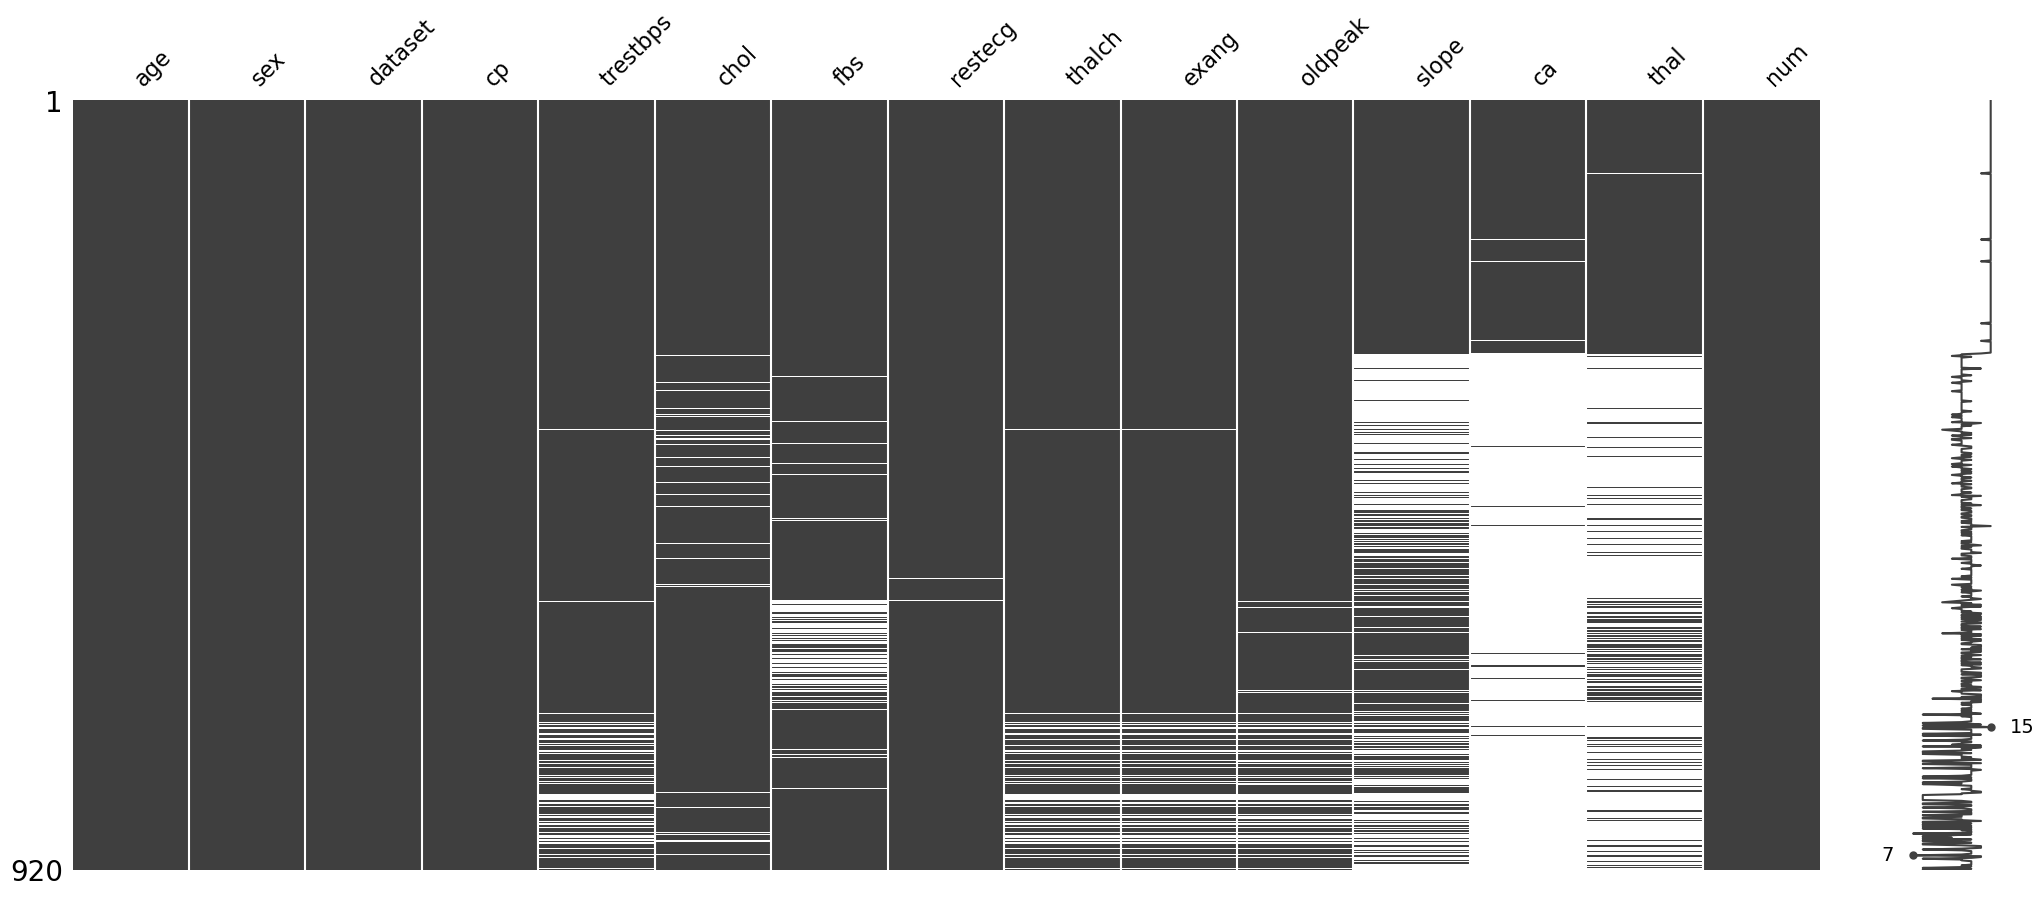 age sex dataset cp trestbps chol fbs restecg thalch exang oldpeak slope ca thal num
1
15
7
920